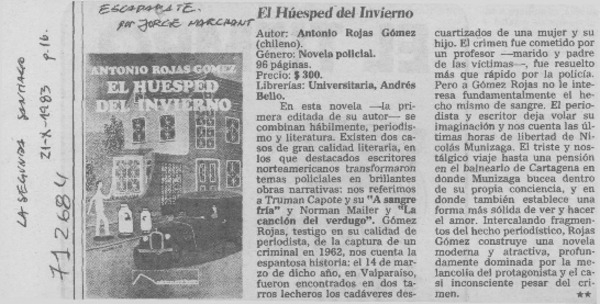 ESCAPARATE.
por JORGE MARCHANT
LA SEGUNDA SANTIAGO
21-X-1983 p.16.
712684
ANTONIO ROJAS GOMEZ
EL HUESPED
DEL INVIERNO
El Húesped del Invierno
Autor: Antonio Rojas Gómez
(chileno).
Género: Novela policial.
96 páginas.
Precio: $ 300.
Librerías: Universitaria, Andrés
Bello.
En esta novela —la pri-
mera editada de su autor— se
combinan hábilmente, periodis-
mo y literatura. Existen dos ca-
sos de gran calidad literaria, en
los que destacados escritores
norteamericanos transformaron
temas policiales en brillantes
obras narrativas: nos referimos
a Truman Capote y su "A sangre
fría" y Norman Mailer y "La
canción del verdugo". Gómez
Rojas, testigo en su calidad de
periodista, de la captura de un
criminal en 1962, nos cuenta la
espantosa historia: el 14 de mar-
zo de dicho año, en Valparaíso,
fueron encontrados en dos ta-
rros lecheros los cadáveres des-
cuartizados de una mujer y su
hijo. El crimen fue cometido por
un profesor —marido y padre
de las víctimas—, fue resuelto
más que rápido por la policía.
Pero a Gómez Rojas no le inte-
resa fundamentalmente el he-
cho mismo de sangre. El perio-
dista y escritor deja volar su
imaginación y nos cuenta las úl-
timas horas de libertad de Ni-
colás Munizaga. El triste y nos-
tálgico viaje hasta una pensión
en el balneario de Cartagena en
donde Munizaga bucea dentro
de su propia conciencia, y en
donde también establece una
forma más sólida de ver y hacer
el amor. Intercalando fragmen-
tos del hecho periodístico, Rojas
Gómez construye una novela
moderna y atractiva, profun-
damente dominada por la me-
lancolía del protagonista y el ca-
si inconsciente pesar del cri-
men. ★★